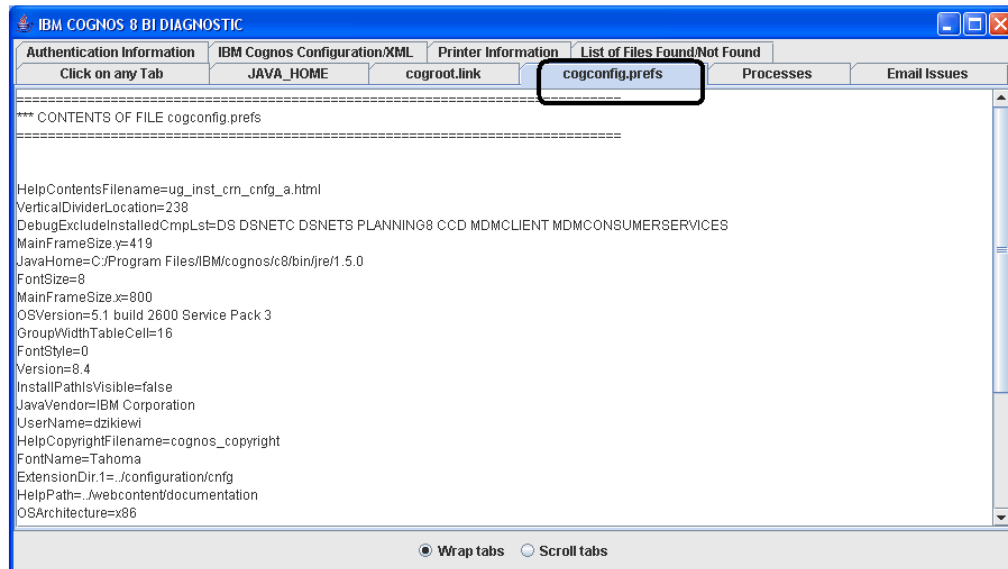 IBM COGNOS 8 BI DIAGNOSTIC
Authentication Information IBM Cognos Configuration/XML Printer Information List of Files Found/Not Found
Click on any Tab JAVA_HOME cogroot.link cogconfig.prefs Processes Email Issues
==========================================================================
*** CONTENTS OF FILE cogconfig.prefs
==========================================================================
HelpContentsFilename=ug_inst_crn_cnfg_a.html
VerticalDividerLocation=238
DebugExcludeInstalledCmpLst=DS DSNETC DSNETS PLANNING8 CCD MDMCLIENT MDMCONSUMERSERVICES
MainFrameSize.y=419
JavaHome=C:/Program Files/IBM/cognos/c8/bin/jre/1.5.0
FontSize=8
MainFrameSize.x=800
OSVersion=5.1 build 2600 Service Pack 3
GroupWidthTableCell=16
FontStyle=0
Version=8.4
InstallPathIsVisible=false
JavaVendor=IBM Corporation
UserName=dzikiewi
HelpCopyrightFilename=cognos_copyright
FontName=Tahoma
ExtensionDir.1=../configuration/cnfg
HelpPath=../webcontent/documentation
OSArchitecture=x86
Wrap tabs Scroll tabs